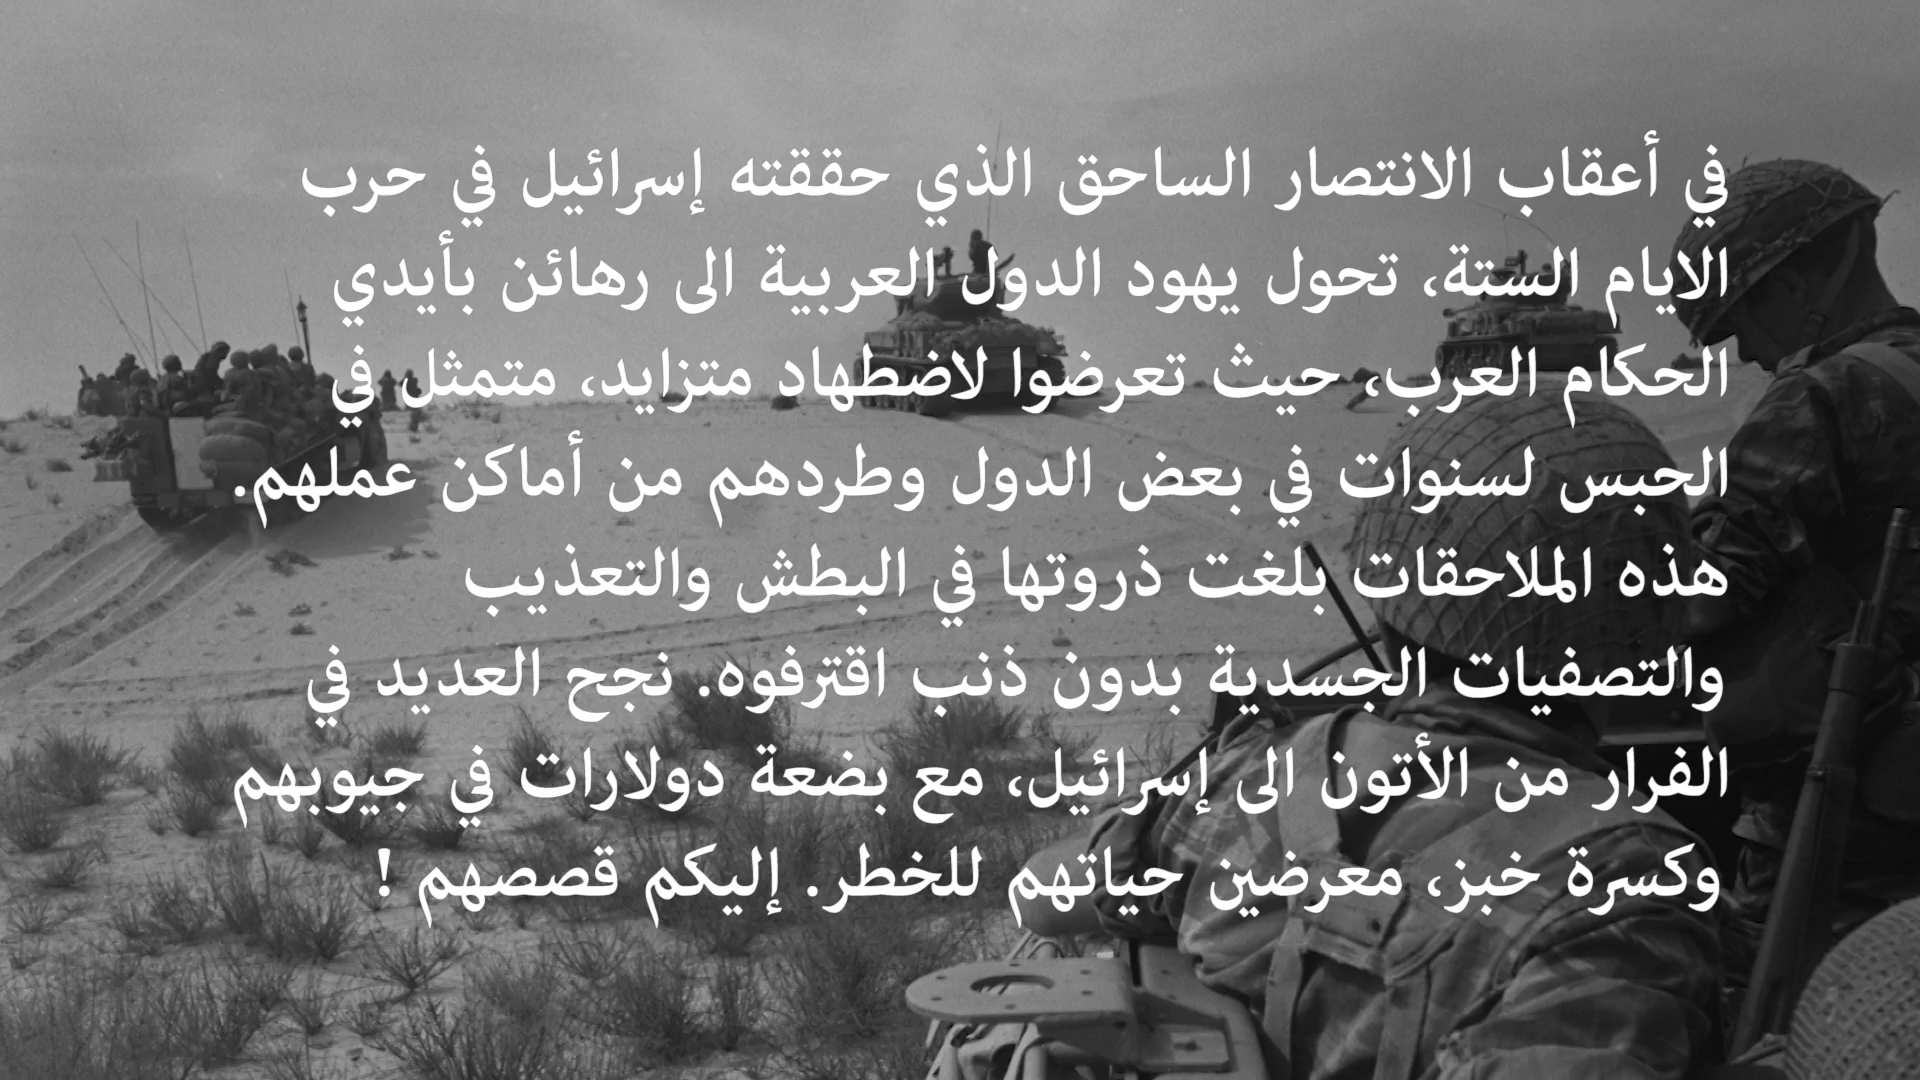 في أعقاب الانتصار الساحق الذي حققته إسرائيل في حرب
الايام الستة، تحول يهود الدول العربية الى رهائن بأيدي
الحكام العرب، حيث تعرضوا لاضطهاد متزايد، متمثل في
الحبس لسنوات في بعض الدول وطردهم من أماكن عملهم.
هذه الملاحقات بلغت ذروتها في البطش والتعذيب
والتصفيات الجسدية بدون ذنب اقترفوه. نجح العديد في
الفرار من الأتون الى إسرائيل، مع بضعة دولارات في جيوبهم
وكسرة خبز، معرضين حياتهم للخطر. إليكم قصصهم !